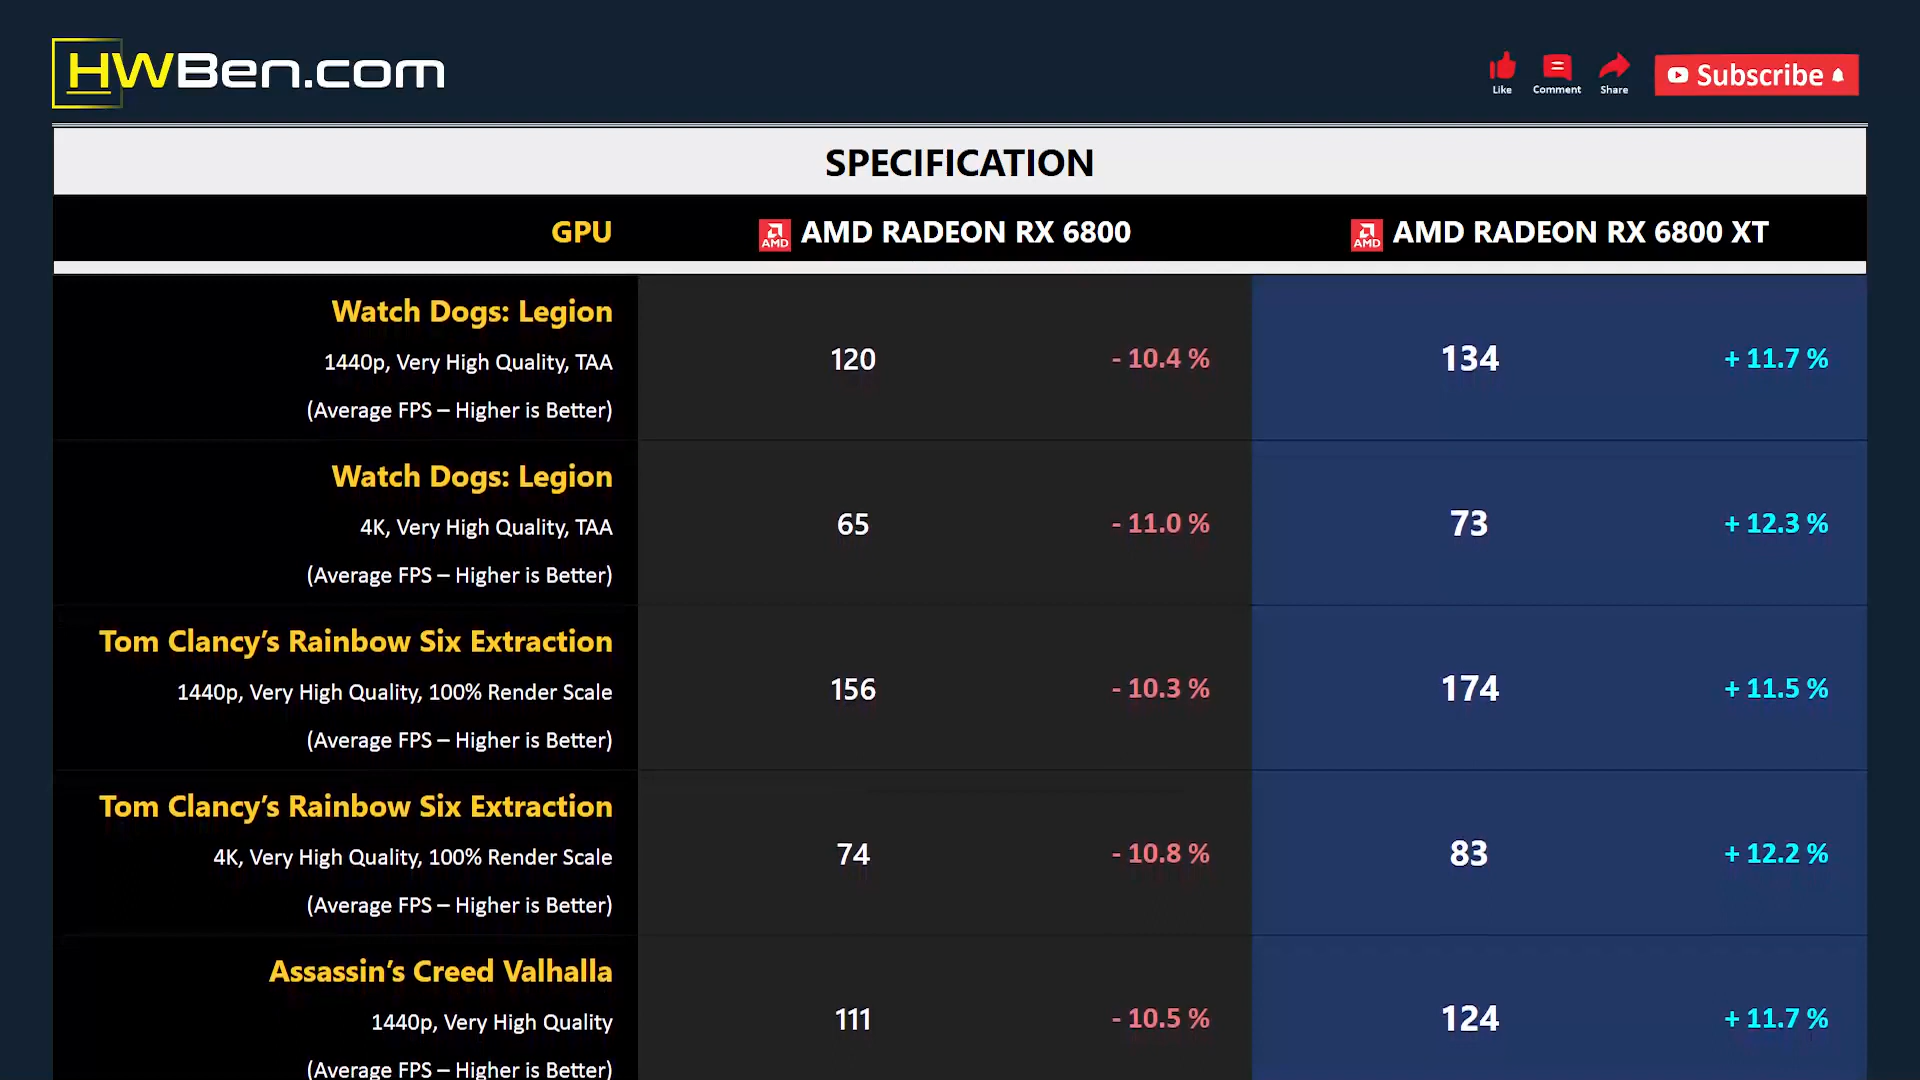 HWBen.com
Like
Comment
Share
Subscribe
SPECIFICATION
GPU
AMD
AMD RADEON RX 6800
AMD
AMD RADEON RX 6800 XT
Watch Dogs: Legion
1440p, Very High Quality, TAA
(Average FPS – Higher is Better)
120
- 10.4 %
134
+ 11.7 %
Watch Dogs: Legion
4K, Very High Quality, TAA
(Average FPS – Higher is Better)
65
- 11.0 %
73
+ 12.3 %
Tom Clancy’s Rainbow Six Extraction
1440p, Very High Quality, 100% Render Scale
(Average FPS – Higher is Better)
156
- 10.3 %
174
+ 11.5 %
Tom Clancy’s Rainbow Six Extraction
4K, Very High Quality, 100% Render Scale
(Average FPS – Higher is Better)
74
- 10.8 %
83
+ 12.2 %
Assassin’s Creed Valhalla
1440p, Very High Quality
(Average FPS – Higher is Better)
111
- 10.5 %
124
+ 11.7 %